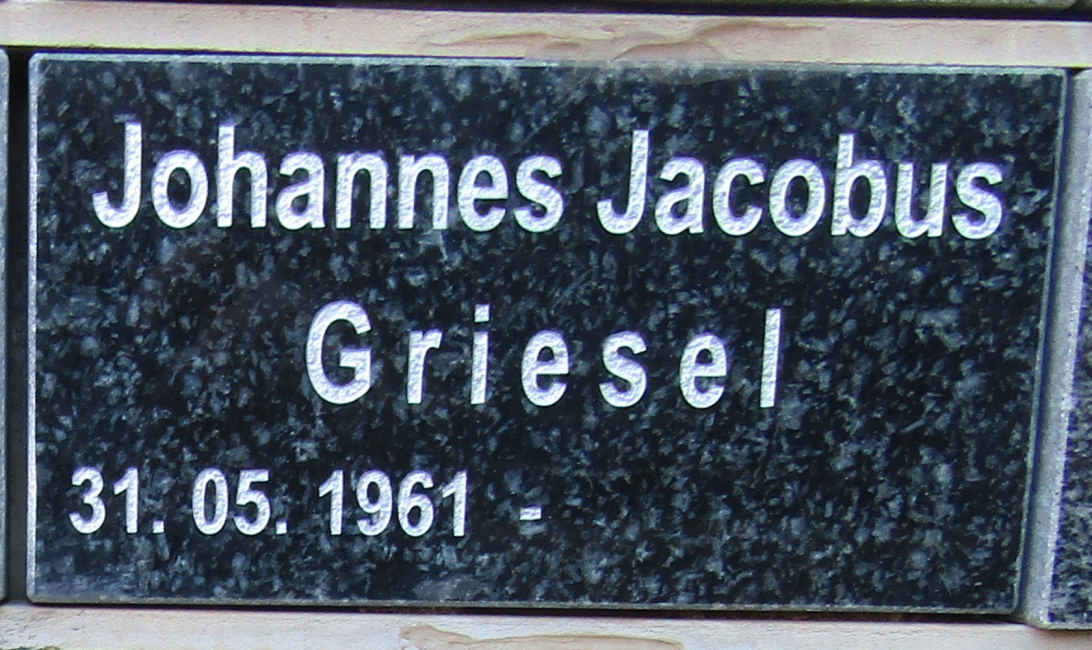 Johannes Jacobus
Griesel
31. 05. 1961 -